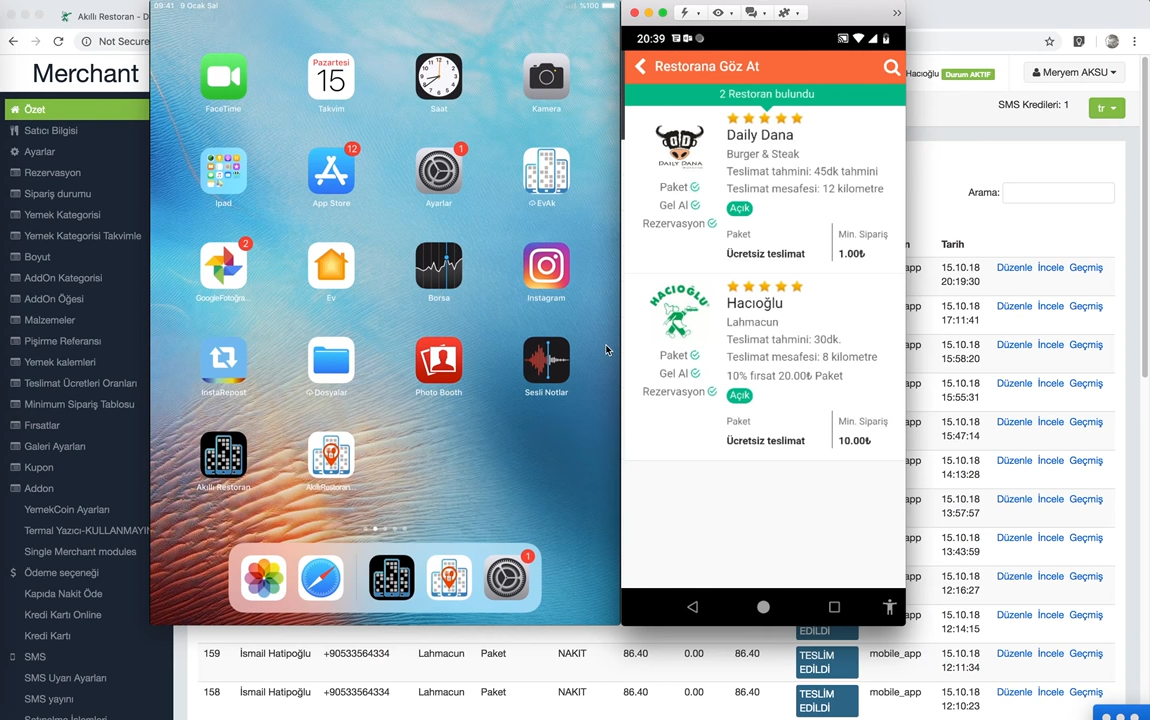 Akıllı Restoran - D
Not Secure
Merchant
Özet
Satıcı Bilgisi
Ayarlar
Rezervasyon
Sipariş durumu
Yemek Kategorisi
Yemek Kategorisi Takvimle
Boyut
AddOn Kategorisi
AddOn Öğesi
Malzemeler
Pişirme Referansı
Yemek kalemleri
Teslimat Ücretleri Oranları
Minimum Sipariş Tablosu
Fırsatlar
Galeri Ayarları
Kupon
Addon
YemekCoin Ayarları
Termal Yazıcı-KULLANMAYIN
Single Merchant modules
$ Ödeme seçeneği
Kapıda Nakit Öde
Kredi Kartı Online
Kredi Kartı
SMS
SMS Uyarı Ayarları
SMS yayını
09:41 9 Ocak Sal
%100
Pazartesi
15
FaceTime
Takvim
Saat
Kamera
12
1
Ipad
App Store
Ayarlar
EvAk
2
GoogleFotoğra...
Ev
Borsa
Instagram
InstaRepost
Dosyalar
Photo Booth
Sesli Notlar
Akıllı Restoran
AkıllıRestoran
1
20:39
Restorana Göz At
2 Restoran bulundu
DAILY DANA
Daily Dana
Burger & Steak
Teslimat tahmini: 45dk tahmini
Teslimat mesafesi: 12 kilometre
Açık
Paket
Gel Al
Rezervasyon
Paket
Min. Sipariş
Ücretsiz teslimat
1.00₺
HACIOĞLU
Hacıoğlu
Lahmacun
Teslimat tahmini: 30dk.
Teslimat mesafesi: 8 kilometre
10% fırsat 20.00₺ Paket
Açık
Paket
Gel Al
Rezervasyon
Paket
Min. Sipariş
Ücretsiz teslimat
10.00₺
Hacıoğlu Durum AKTIF
Meryem AKSU
SMS Kredileri: 1
tr
Arama:
n Tarih
app 15.10.18 20:19:30 Düzenle İncele Geçmiş
app 15.10.18 17:11:41 Düzenle İncele Geçmiş
app 15.10.18 15:58:20 Düzenle İncele Geçmiş
app 15.10.18 15:55:31 Düzenle İncele Geçmiş
app 15.10.18 15:47:14 Düzenle İncele Geçmiş
app 15.10.18 14:13:28 Düzenle İncele Geçmiş
app 15.10.18 13:57:57 Düzenle İncele Geçmiş
app 15.10.18 13:43:59 Düzenle İncele Geçmiş
app 15.10.18 12:16:27 Düzenle İncele Geçmiş
EDİLDİ app 15.10.18 12:14:15 Düzenle İncele Geçmiş
159 İsmail Hatipoğlu +90533564334 Lahmacun Paket NAKIT 86.40 0.00 86.40 TESLİM EDİLDİ mobile_app 15.10.18 12:11:34 Düzenle İncele Geçmiş
158 İsmail Hatipoğlu +90533564334 Lahmacun Paket NAKIT 86.40 0.00 86.40 TESLİM EDİLDİ mobile_app 15.10.18 12:10:23 Düzenle İncele Geçmiş